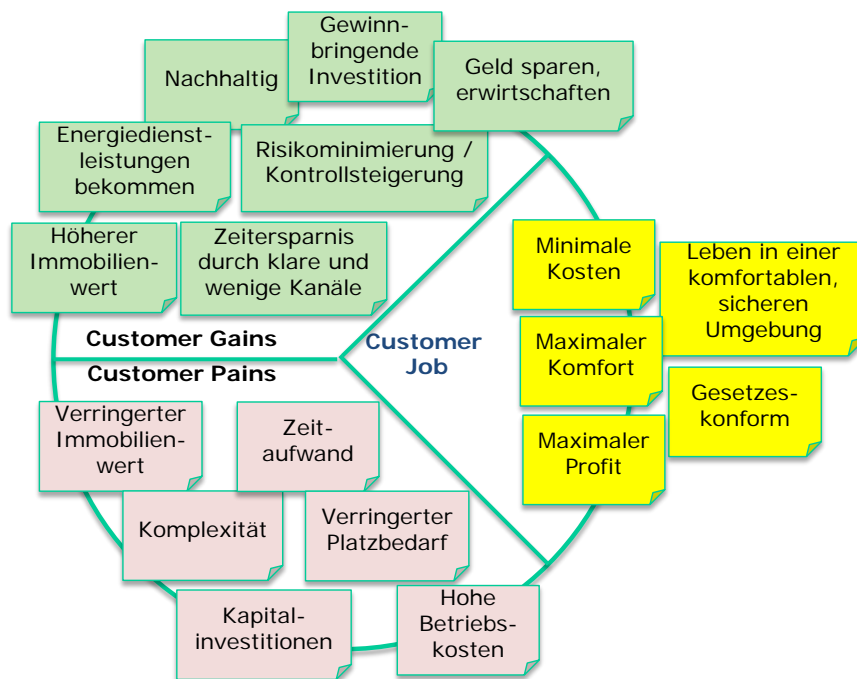 Nachhaltig
Gewinn-
bringende
Investition
Geld sparen,
erwirtschaften
Energiedienst-
leistungen
bekommen
Risikominimierung /
Kontrollsteigerung
Höherer
Immobilien-
wert
Zeitersparnis
durch klare und
wenige Kanäle
Customer Gains
Customer Pains
Customer
Job
Minimale
Kosten
Leben in einer
komfortablen,
sicheren
Umgebung
Maximaler
Komfort
Gesetzes-
konform
Maximaler
Profit
Verringerter
Immobilien-
wert
Zeit-
aufwand
Komplexität
Verringerter
Platzbedarf
Kapital-
investitionen
Hohe
Betriebs-
kosten